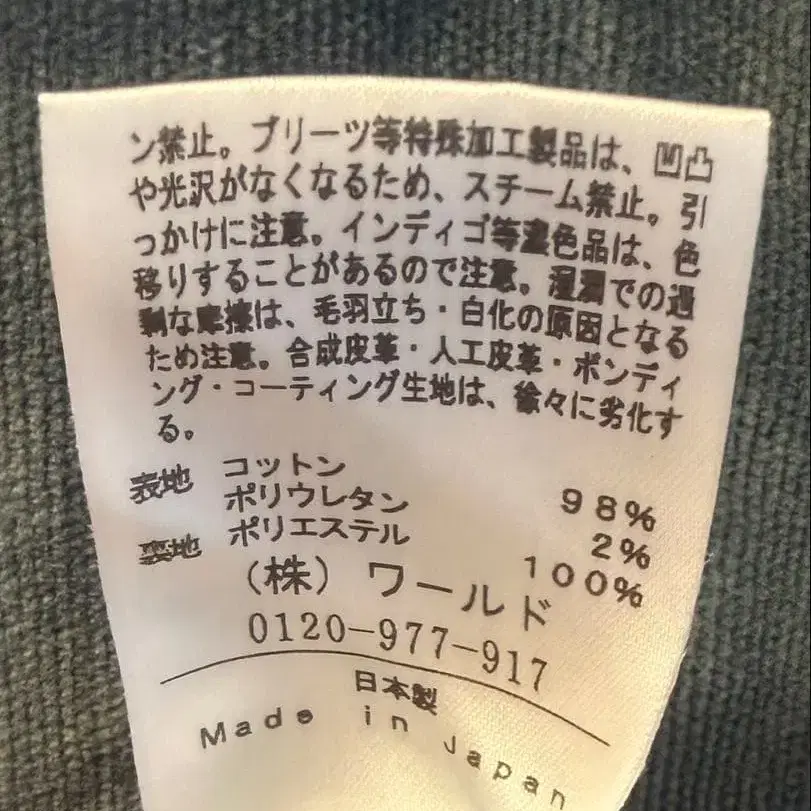 ン禁止。プリーツ等特殊加工製品は、凹凸
や光沢がなくなるため、スチーム禁止。引
っかけに注意。インディゴ等濃色品は、色
移りすることがあるので注意。湿潤での過
剰な摩擦は、毛羽立ち・白化の原因となる
ため注意。合成皮革・人工皮革・ボンディ
ング・コーティング生地は、徐々に劣化す
る。
表地 コットン 98%
ポリウレタン 2%
裏地 ポリエステル 100%
(株) ワールド
0120-977-917
日本製
Made in Japan